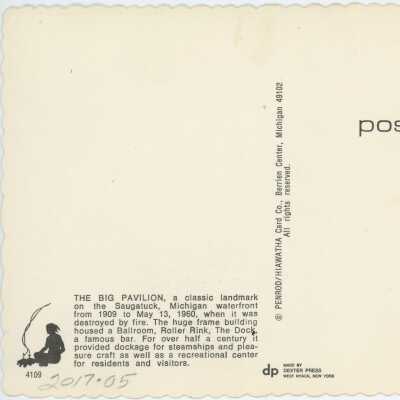 pos
© PENROD/HIAWATHA Card Co., Berrien Center, Michigan 49102
All rights reserved.
THE BIG PAVILION, a classic landmark
on the Saugatuck, Michigan waterfront
from 1909 to May 13, 1960, when it was
destroyed by fire. The huge frame building
housed a Ballroom, Roller Rink, The Dock,
a famous bar. For over half a century it
provided dockage for steamships and plea-
sure craft as well as a recreational center
for residents and visitors.
4109
2017.05
dp
MADE BY
DEXTER PRESS
WEST NYACK, NEW YORK